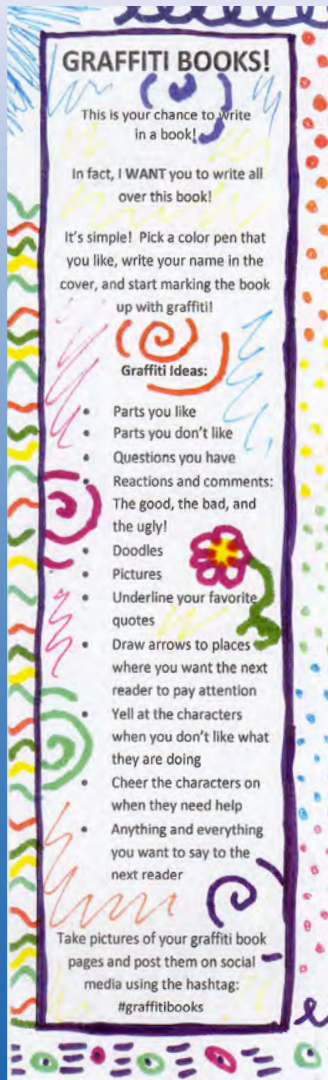 GRAFFITI BOOKS!
This is your chance to write
in a book!
In fact, I WANT you to write all
over this book!
It's simple! Pick a color pen that
you like, write your name in the
cover, and start marking the book
up with graffiti!
Graffiti Ideas:
• Parts you like
• Parts you don't like
• Questions you have
• Reactions and comments:
The good, the bad, and
the ugly!
• Doodles
• Pictures
• Underline your favorite
quotes
• Draw arrows to places
where you want the next
reader to pay attention
• Yell at the characters
when you don't like what
they are doing
• Cheer the characters on
when they need help
• Anything and everything
you want to say to the
next reader
Take pictures of your graffiti book
pages and post them on social
media using the hashtag:
#graffitibooks